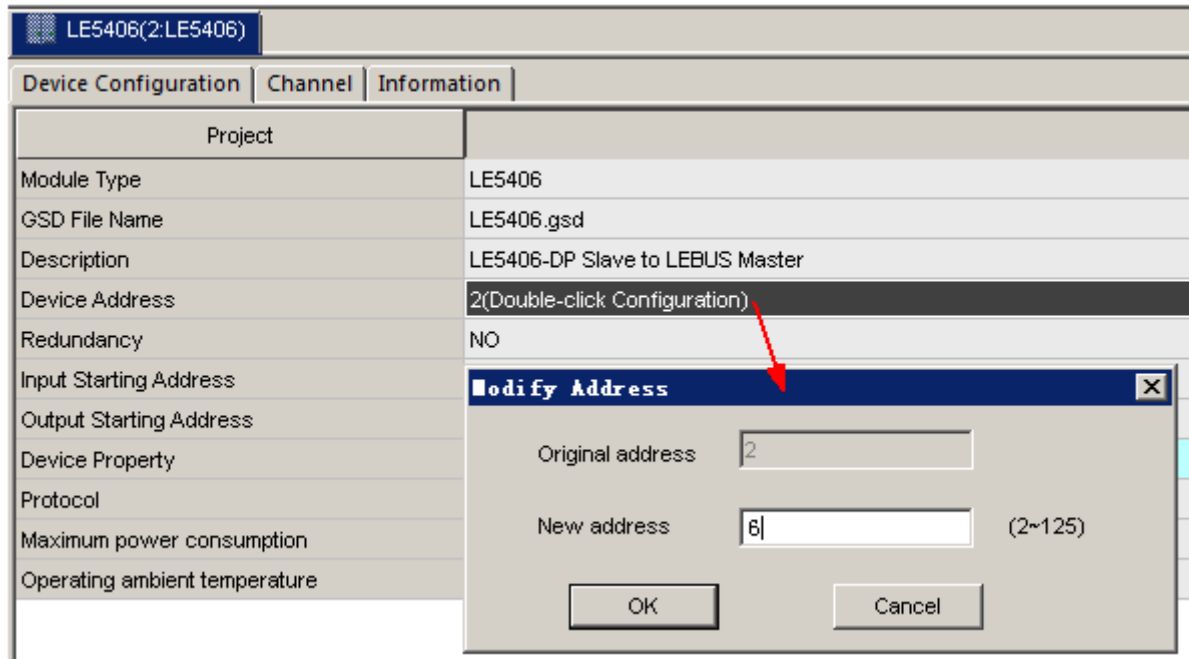 LE5406(2:LE5406)
Device Configuration Channel Information
Project
Module Type LE5406
GSD File Name LE5406.gsd
Description LE5406-DP Slave to LEBUS Master
Device Address 2(Double-click Configuration)
Redundancy NO
Input Starting Address
Output Starting Address
Device Property
Protocol
Maximum power consumption
Operating ambient temperature
Modify Address
Original address 2
New address 6 (2~125)
OK Cancel